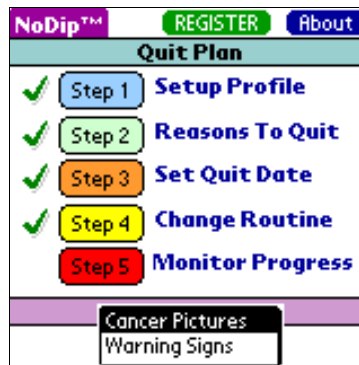 NoDip™ REGISTER About
Quit Plan
Step 1 Setup Profile
Step 2 Reasons To Quit
Step 3 Set Quit Date
Step 4 Change Routine
Step 5 Monitor Progress
Cancer Pictures
Warning Signs